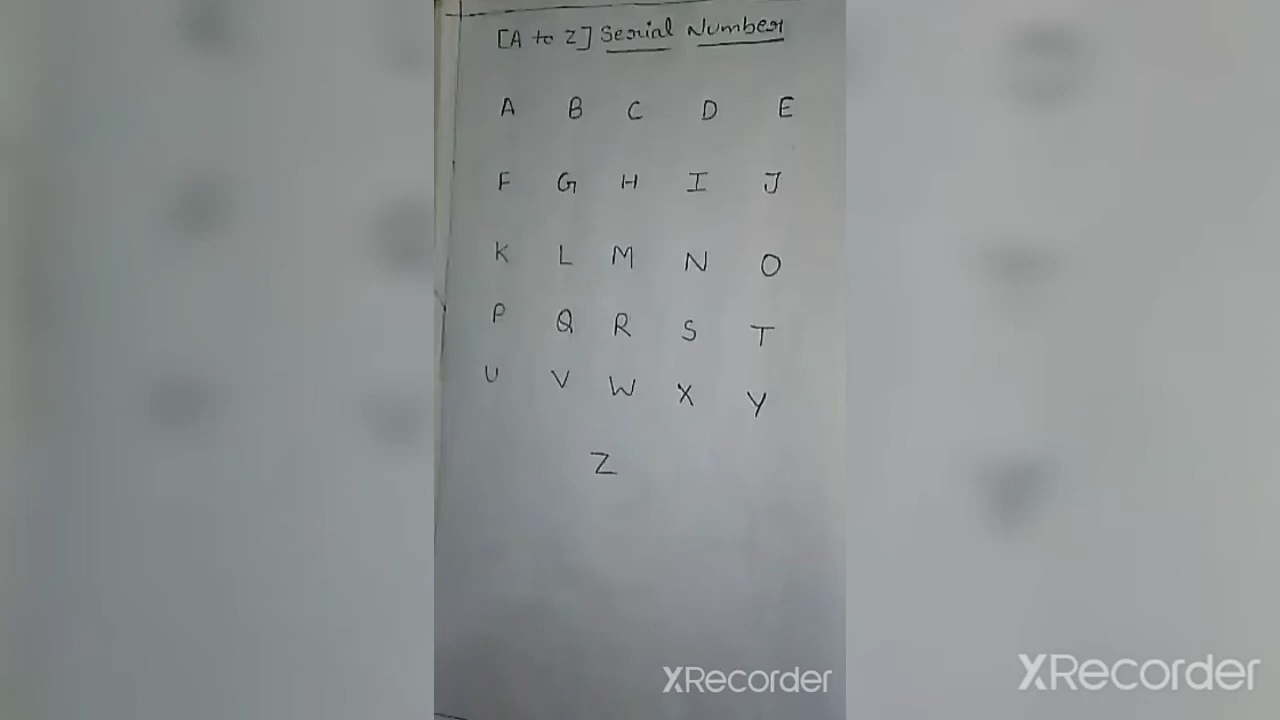 [A to Z] Serial Number
A B C D E
F G H I J
K L M N O
P Q R S T
U V W X Y
Z
XRecorder
XRecorder